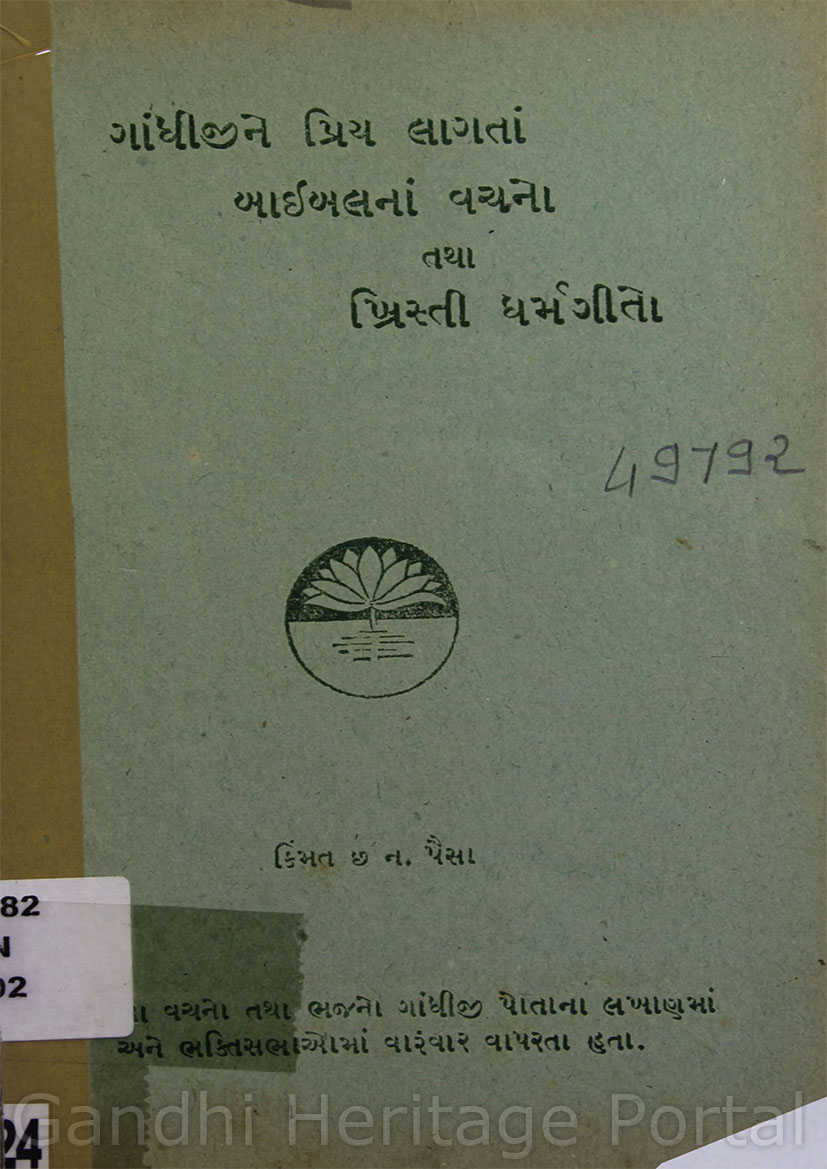 ગાંધીજીને પ્રિય લાગતાં
બાઈબલનાં વચનો
તથા
ખ્રિસ્તી ધર્મગીતો
49792
કિંમત છ ન. પૈસા
82
N
02
વચનો તથા ભજનો ગાંધીજી પોતાના લખાણમાં
અને ભક્તિસભાઓમાં વારંવાર વાપરતા હતા.
24
Gandhi Heritage Portal